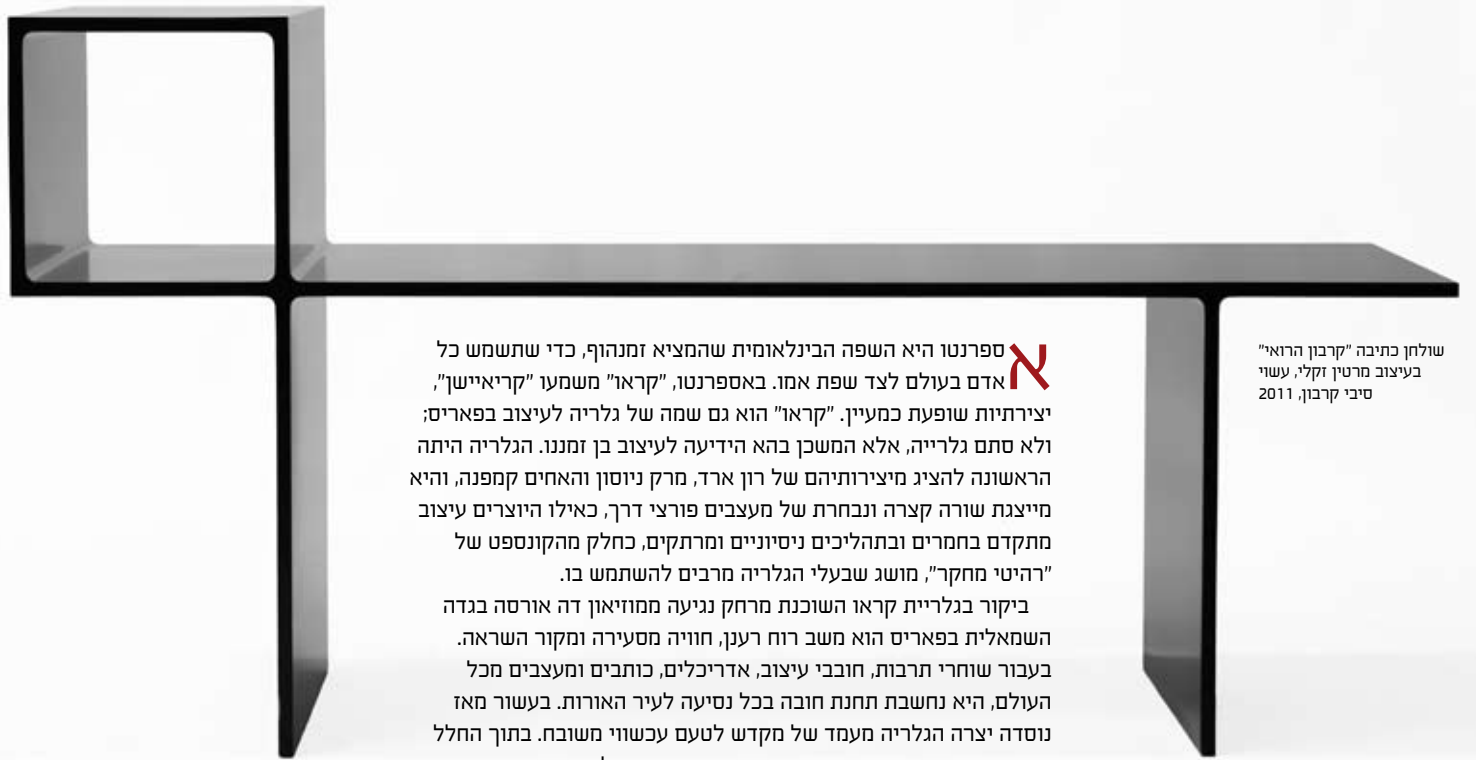 אספרנטו היא השפה הבינלאומית שהמציא זמנהוף, כדי שתשמש כל
אדם בעולם לצד שפת אמו. באספרנטו, "קראו" משמעו "קריאיישן",
יצירתיות שופעת כמעיין. "קראו" הוא גם שמה של גלריה לעיצוב בפאריס;
ולא סתם גלרייה, אלא המשכן בהא הידיעה לעיצוב בן זמננו. הגלריה היתה
הראשונה להציג מיצירותיהם של רון ארד, מרק ניוסון והאחים קמפנה, והיא
מייצגת שורה קצרה ונבחרת של מעצבים פורצי דרך, כאילו היוצרים עיצוב
מתקדם בחמרים ובתהליכים ניסיוניים ומרתקים, כחלק מהקונספט של
"רהיטי מחקר", מושג שבעלי הגלריה מרבים להשתמש בו.
ביקור בגלריית קראו השוכנת מרחק נגיעה ממוזיאון דה אורסה בגדה
השמאלית בפאריס הוא משב רוח רענן, חוויה מסעירה ומקור השראה.
בעבור שוחרי תרבות, חובבי עיצוב, אדריכלים, כותבים ומעצבים מכל
העולם, היא נחשבת תחנת חובה בכל נסיעה לעיר האורות. בעשור מאז
נוסדה יצרה הגלריה מעמד של מקדש לטעם עכשווי משובח. בתוך החלל
שולחן כתיבה "קרבון הרואי"
בעיצוב מרטין זקלי, עשוי
סיבי קרבון, 2011